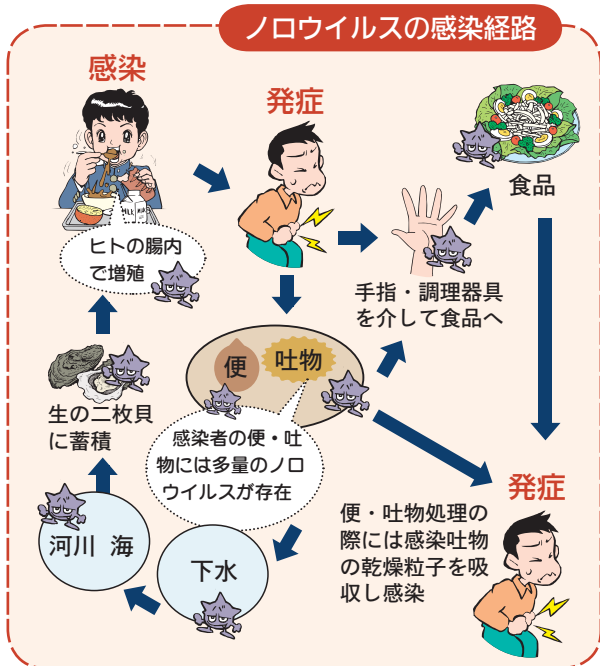 ノロウイルスの感染経路
感染
発症
食品
ヒトの腸内
で増殖
手指・調理器具
を介して食品へ
便
吐物
生の二枚貝
に蓄積
感染者の便・吐
物には多量のノロ
ウイルスが存在
発症
便・吐物処理の
際には感染吐物
の乾燥粒子を吸
収し感染
河川 海
下水